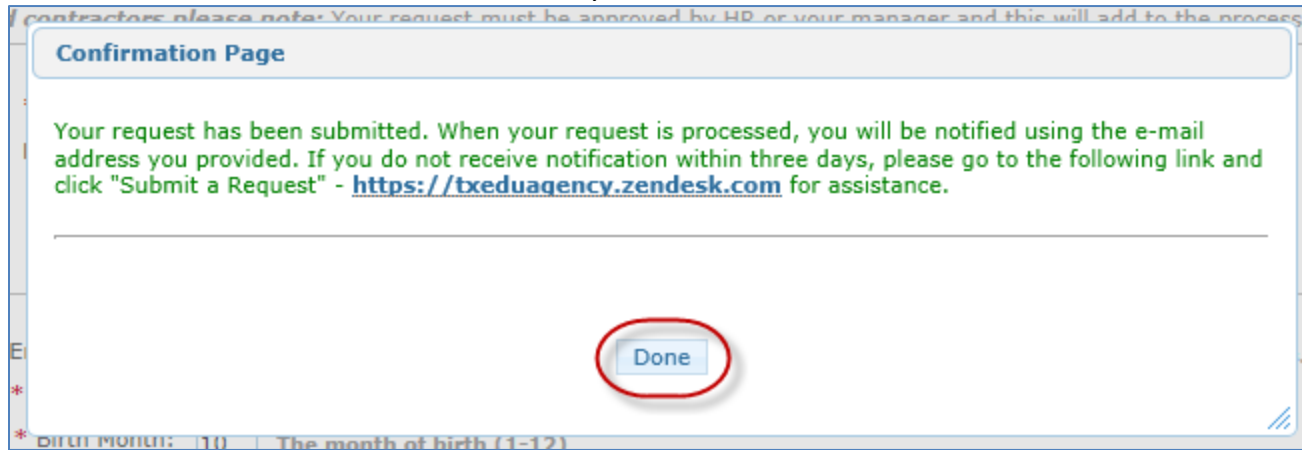 contractors please note: Your request must be approved by HR or your manager and this will add to the process
Confirmation Page
Your request has been submitted. When your request is processed, you will be notified using the e-mail
address you provided. If you do not receive notification within three days, please go to the following link and
click "Submit a Request" - https://txeduagency.zendesk.com for assistance.
Done
*
* Birth Month: 10 The month of birth (1-12)